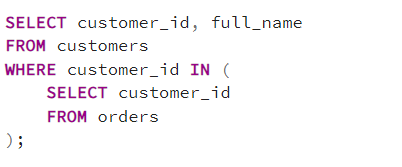 SELECT customer_id, full_name
FROM customers
WHERE customer_id IN (
    SELECT customer_id
    FROM orders
);